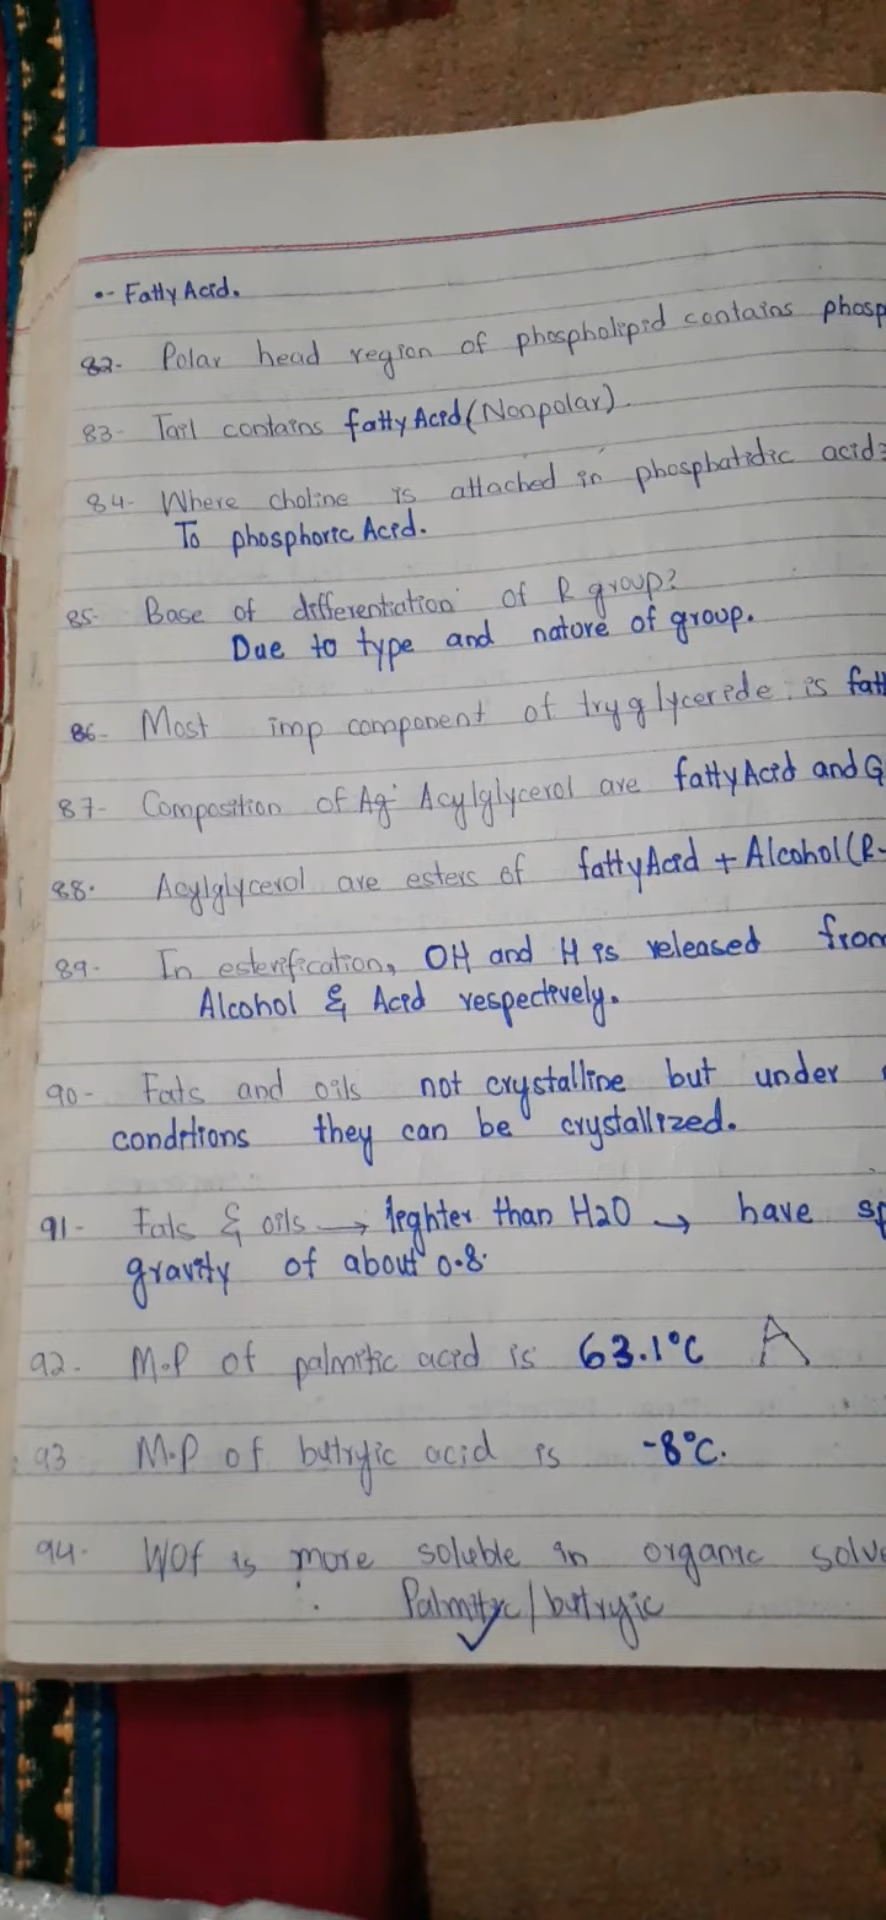 •- Fatty Acid.
82- Polar head region of phospholipid contains phosp
83- Tail contains fatty Acid (Nonpolar).
84- Where choline is attached in phosphatidic acid?
To phosphoric Acid.
85- Base of differentiation of R group?
Due to type and nature of group.
86- Most imp component of tryglyceride is fatt
87- Composition of Ag Acylglycerol are fatty Acid and G
88. Acylglycerol are esters of fatty Acid + Alcohol (R-
89- In esterification, OH and H is released from
Alcohol & Acid respectively.
90- Fats and oils not crystalline but under
conditions they can be crystallized.
91- Fats & oils → leghter than H2O → have sp
gravity of about 0.8.
92. M.P of palmitic acid is 63.1°C A
93 M.P of butryic acid is -8°C.
94. WOf is more soluble in organic solve
Palmityc / butryic